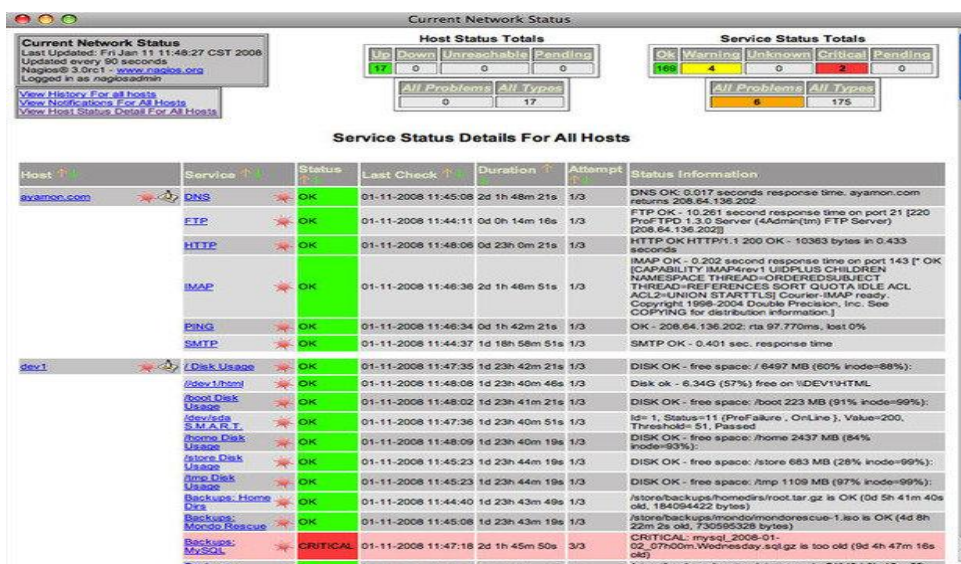 Current Network Status
Current Network Status
Last Updated: Fri Jan 11 11:48:27 CST 2008
Updated every 90 seconds
Nagios® 3.0rc1 - www.nagios.org
Logged in as nagiosadmin
View History For all hosts
View Notifications For All Hosts
View Host Status Detail For All Hosts
Host Status Totals
Up Down Unreachable Pending
17 0 0 0
All Problems All Types
0 17
Service Status Totals
Ok Warning Unknown Critical Pending
169 4 0 2 0
All Problems All Types
6 175
Service Status Details For All Hosts
Host Service Status Last Check Duration Attempt Status Information
ayamon.com DNS OK 01-11-2008 11:45:08 2d 1h 48m 21s 1/3 DNS OK: 0.017 seconds response time. ayamon.com
returns 208.64.136.202
FTP OK 01-11-2008 11:44:11 0d 0h 14m 16s 1/3 FTP OK - 10.261 second response time on port 21 [220
ProFTPD 1.3.0 Server (4Admin(tm) FTP Server)
[208.64.136.202]]
HTTP OK 01-11-2008 11:48:06 0d 23h 0m 21s 1/3 HTTP OK HTTP/1.1 200 OK - 10363 bytes in 0.433
seconds
IMAP OK 01-11-2008 11:46:36 2d 1h 46m 51s 1/3 IMAP OK - 0.202 second response time on port 143 [* OK
[CAPABILITY IMAP4rev1 UIDPLUS CHILDREN
NAMESPACE THREAD=ORDEREDSUBJECT
THREAD=REFERENCES SORT QUOTA IDLE ACL
ACL2=UNION STARTTLS] Courier-IMAP ready.
Copyright 1998-2004 Double Precision, Inc. See
COPYING for distribution information.]
PING OK 01-11-2008 11:46:34 0d 1h 42m 21s 1/3 OK - 208.64.136.202: rta 97.770ms, lost 0%
SMTP OK 01-11-2008 11:44:37 1d 18h 58m 51s 1/3 SMTP OK - 0.401 sec. response time
dev1 / Disk Usage OK 01-11-2008 11:47:35 1d 23h 42m 21s 1/3 DISK OK - free space: / 6497 MB (60% inode=88%):
//dev1/html OK 01-11-2008 11:48:08 1d 23h 40m 46s 1/3 Disk ok - 6.34G (57%) free on \\DEV1\HTML
/boot Disk
Usage OK 01-11-2008 11:48:02 1d 23h 41m 21s 1/3 DISK OK - free space: /boot 223 MB (91% inode=99%):
/dev/sda
S.M.A.R.T. OK 01-11-2008 11:47:36 1d 23h 40m 51s 1/3 Id= 1, Status=11 {PreFailure , OnLine }, Value=200,
Threshold= 51, Passed
/home Disk
Usage OK 01-11-2008 11:48:09 1d 23h 40m 19s 1/3 DISK OK - free space: /home 2437 MB (84%
inode=93%):
/store Disk
Usage OK 01-11-2008 11:45:23 1d 23h 44m 19s 1/3 DISK OK - free space: /store 683 MB (28% inode=99%):
/tmp Disk
Usage OK 01-11-2008 11:45:23 1d 23h 44m 19s 1/3 DISK OK - free space: /tmp 1109 MB (97% inode=99%):
Backups: Home
Dirs OK 01-11-2008 11:44:40 1d 23h 43m 49s 1/3 /store/backups/homedirs/root.tar.gz is OK (0d 5h 41m 40s
old, 184094422 bytes)
Backups:
Mondo Rescue OK 01-11-2008 11:45:08 1d 23h 43m 19s 1/3 /store/backups/mondo/mondorescue-1.iso is OK (4d 8h
22m 2s old, 730595328 bytes)
Backups:
MySQL CRITICAL 01-11-2008 11:47:18 2d 1h 45m 50s 3/3 CRITICAL: mysql_2008-01-
02_07h00m.Wednesday.sql.gz is too old (9d 4h 47m 16s
old)